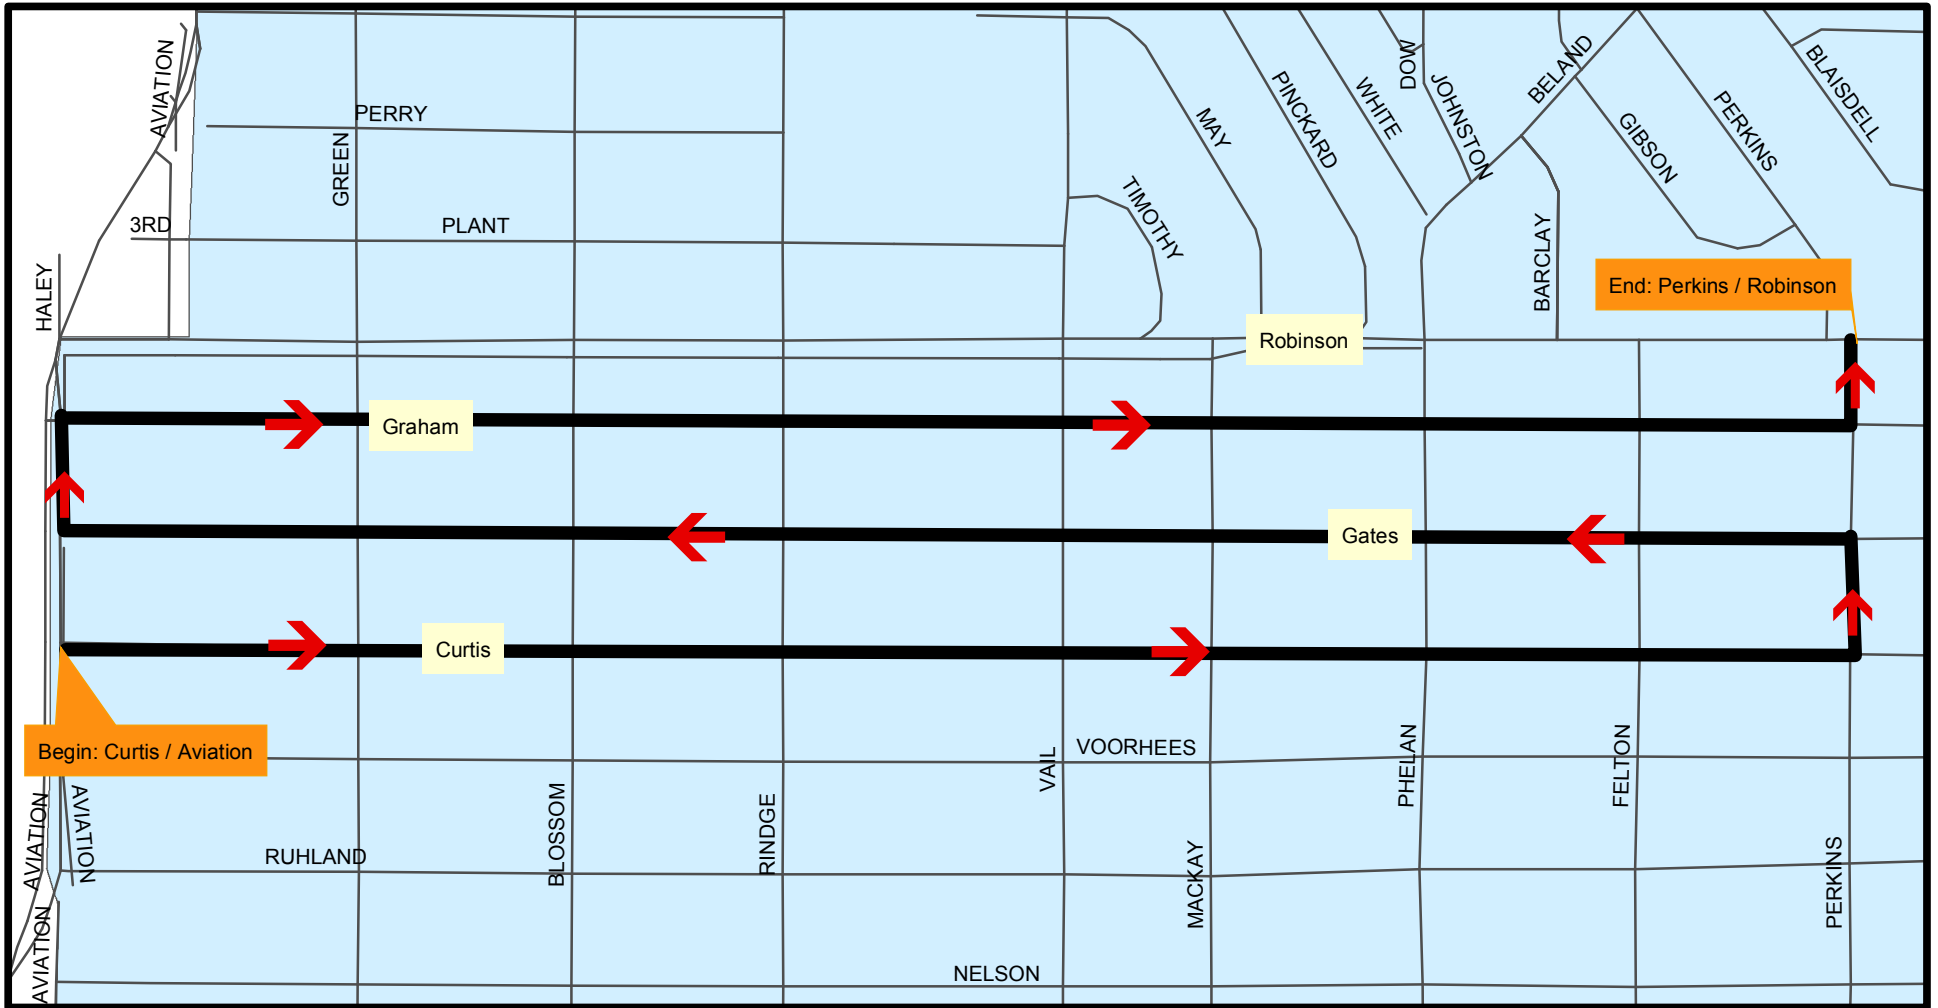 AVIATION
PERRY
GREEN
3RD
PLANT
HALEY
TIMOTHY
MAY
PINCKARD
WHITE
DOW
JOHNSTON
BELAND
GIBSON
PERKINS
BLAISDELL
BARCLAY
End: Perkins / Robinson
Robinson
Graham
Gates
Curtis
Begin: Curtis / Aviation
VOORHEES
VAIL
PHELAN
FELTON
AVIATION
AVIATION
BLOSSOM
RINDGE
RUHLAND
MACKAY
PERKINS
AVIATION
NELSON